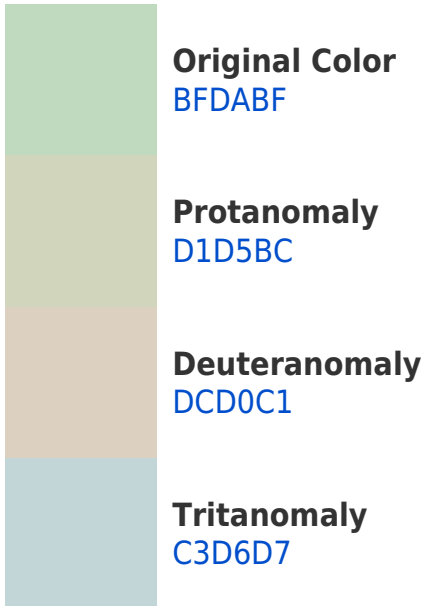 Original Color
BFDABF
Protanomaly
D1D5BC
Deuteranomaly
DCD0C1
Tritanomaly
C3D6D7